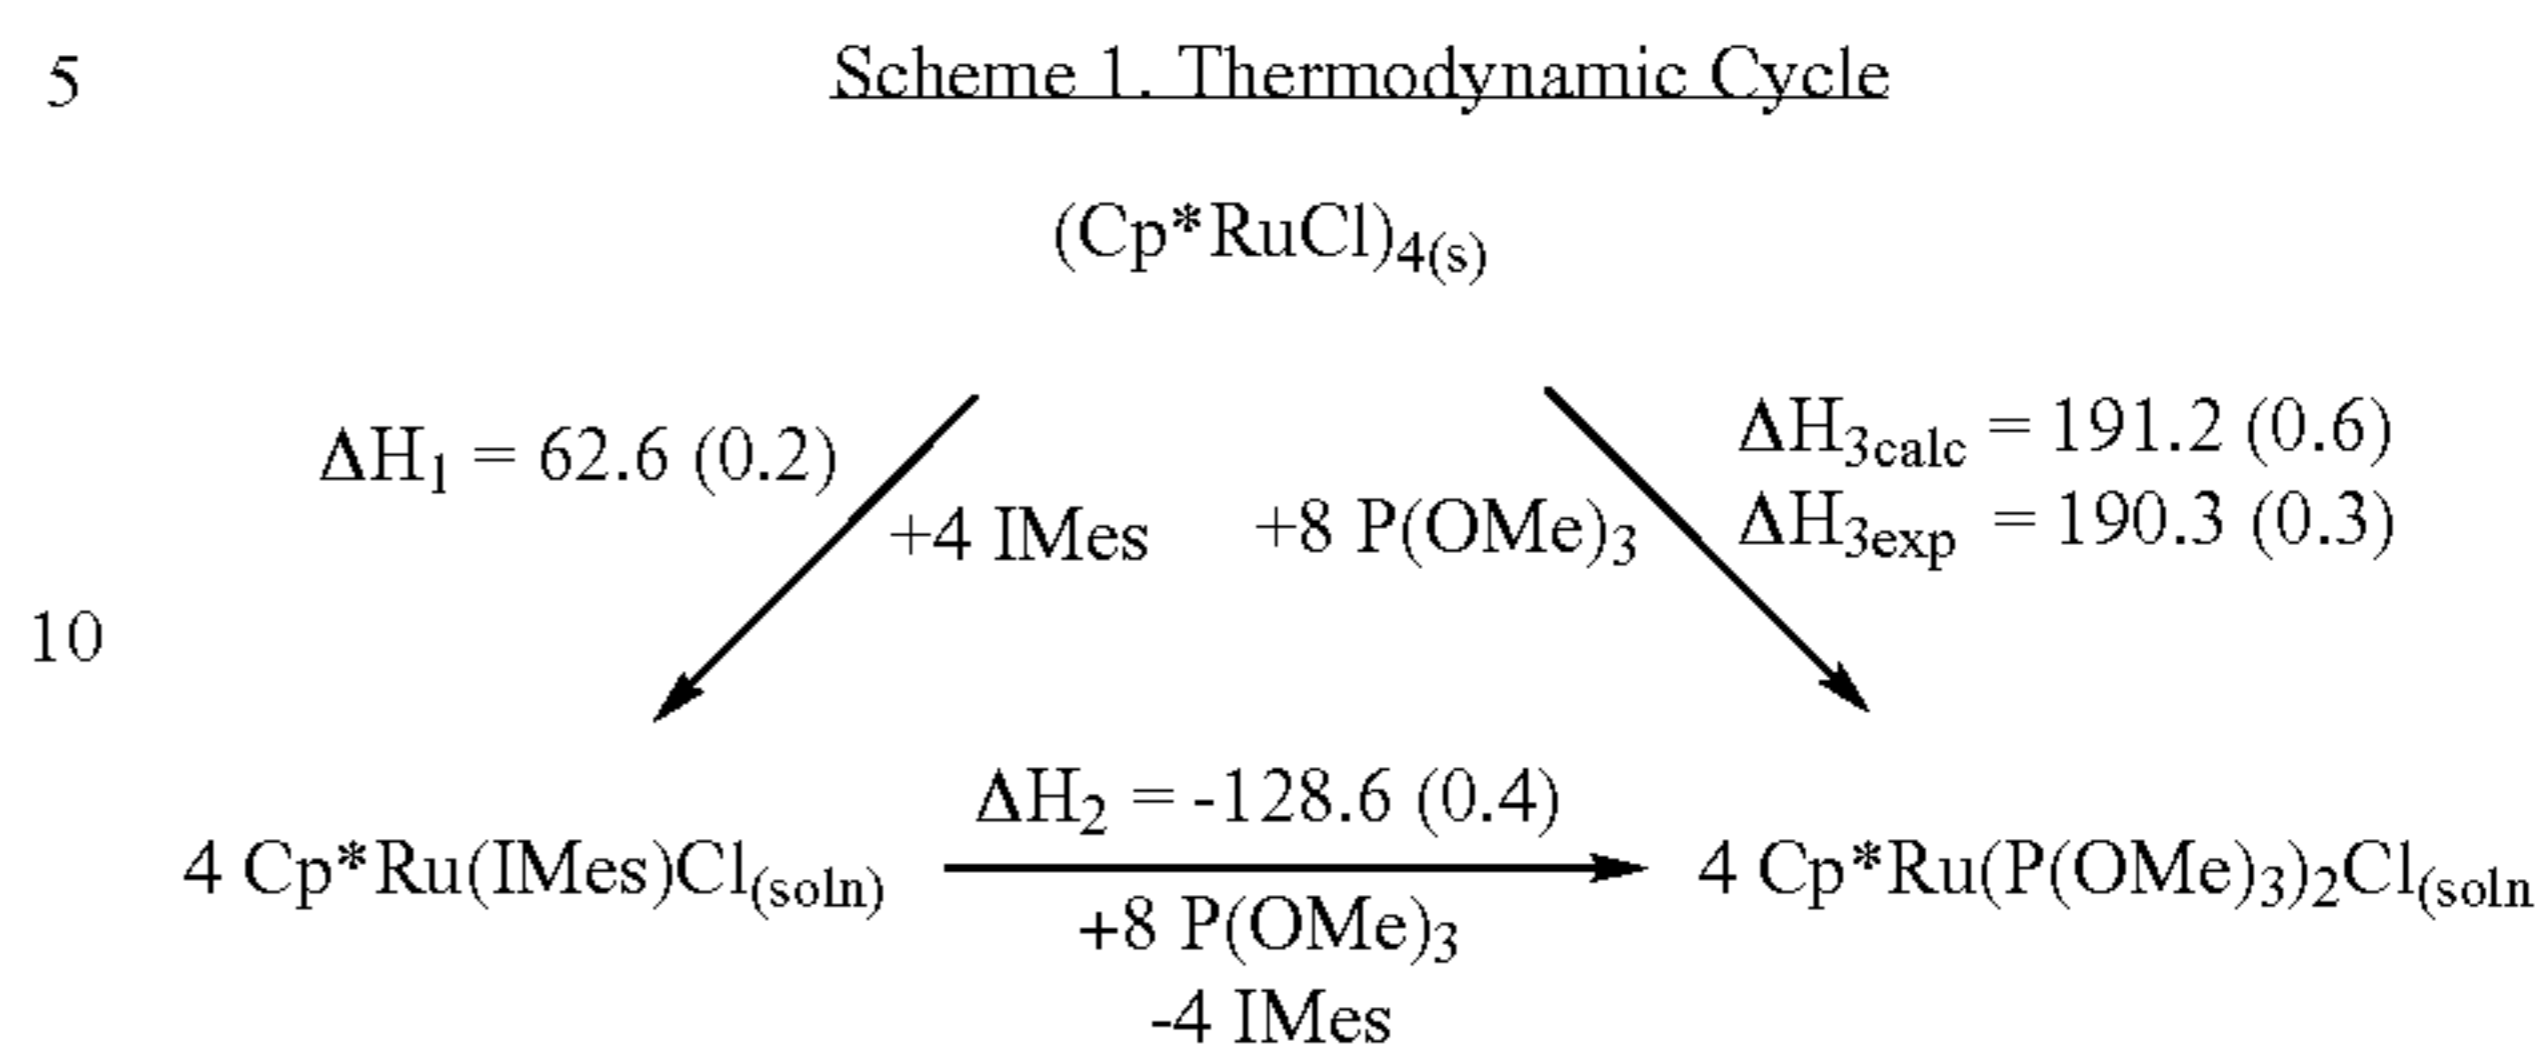 5
Scheme 1. Thermodynamic Cycle
(Cp*RuCl)4(s)
ΔH1 = 62.6 (0.2)
+4 IMes
+8 P(OMe)3
ΔH3calc = 191.2 (0.6)
ΔH3exp = 190.3 (0.3)
10
4 Cp*Ru(IMes)Cl(soln)
ΔH2 = -128.6 (0.4)
+8 P(OMe)3
-4 IMes
4 Cp*Ru(P(OMe)3)2Cl(soln